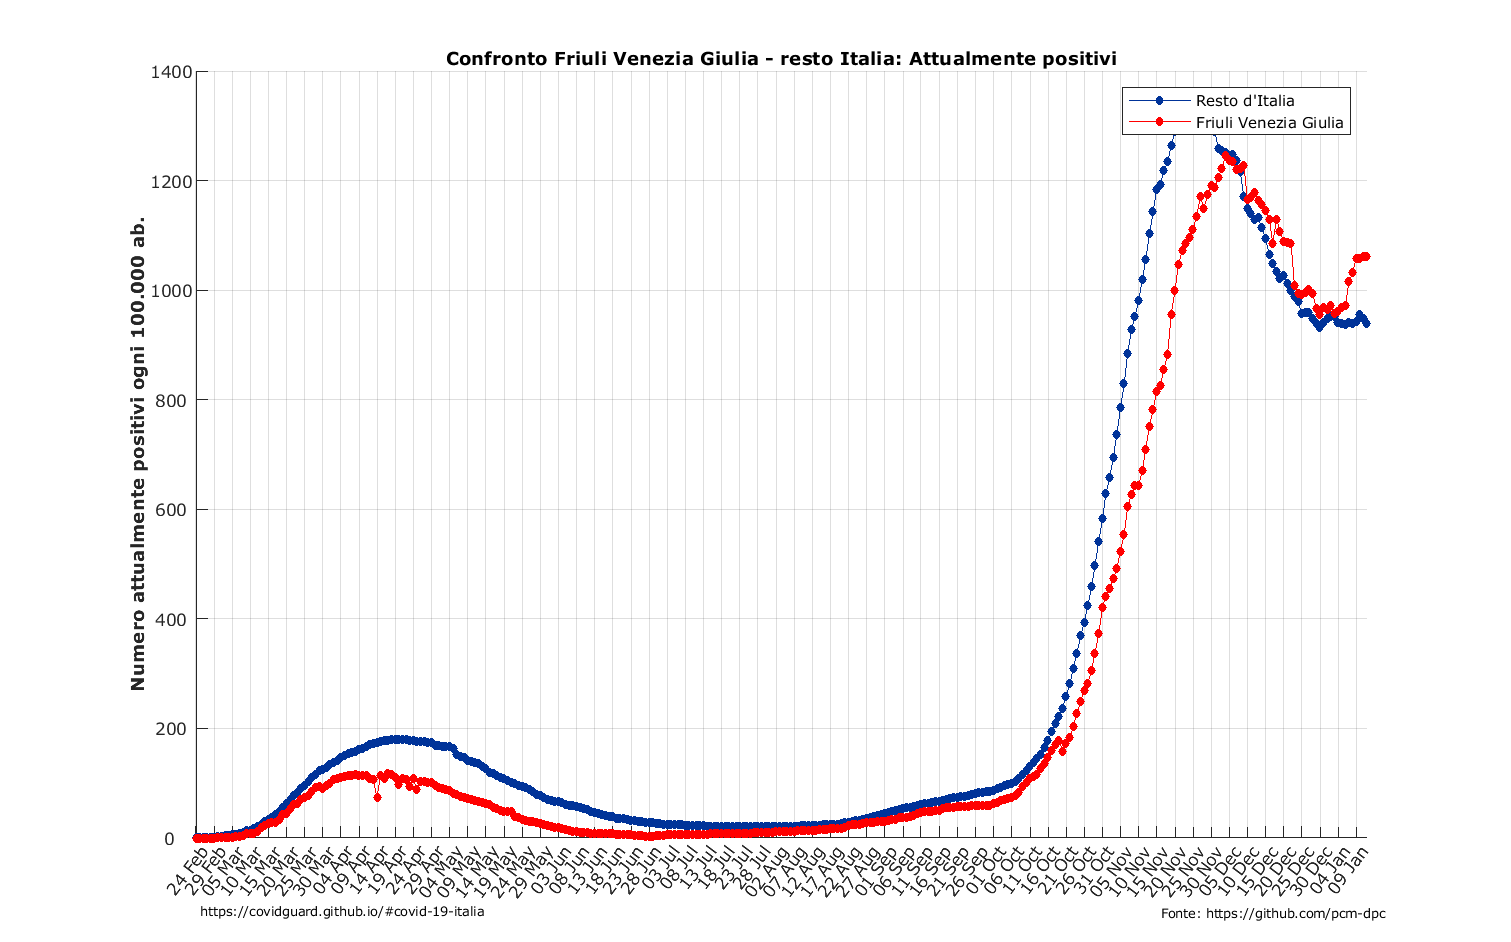 Confronto Friuli Venezia Giulia - resto Italia: Attualmente positivi
Resto d'Italia
Friuli Venezia Giulia
Numero attualmente positivi ogni 100.000 ab.
1400
1200
1000
800
600
400
200
0
24 Feb
29 Feb
05 Mar
10 Mar
15 Mar
20 Mar
25 Mar
30 Mar
04 Apr
09 Apr
14 Apr
19 Apr
24 Apr
29 Apr
04 May
09 May
14 May
19 May
24 May
29 May
03 Jun
08 Jun
13 Jun
18 Jun
23 Jun
28 Jun
03 Jul
08 Jul
13 Jul
18 Jul
23 Jul
28 Jul
02 Aug
07 Aug
12 Aug
17 Aug
22 Aug
27 Aug
01 Sep
06 Sep
11 Sep
16 Sep
21 Sep
26 Sep
01 Oct
06 Oct
11 Oct
16 Oct
21 Oct
26 Oct
31 Oct
05 Nov
10 Nov
15 Nov
20 Nov
25 Nov
30 Nov
05 Dec
10 Dec
15 Dec
20 Dec
25 Dec
30 Dec
04 Jan
09 Jan
https://covidguard.github.io/#covid-19-italia
Fonte: https://github.com/pcm-dpc